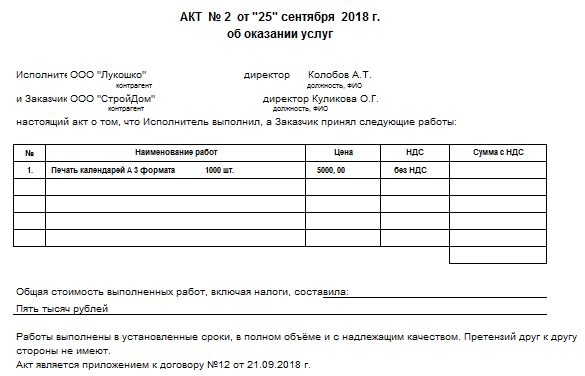 АКТ № 2 от "25" сентября 2018 г.
об оказании услуг
Исполните ООО "Лукошко" директор Колобов А.Т.
контрагент должность, ФИО
и Заказчик ООО "СтройДом" директор Куликова О.Г.
контрагент должность, ФИО
настоящий акт о том, что Исполнитель выполнил, а Заказчик принял следующие работы:
№ Наименование работ Цена НДС Сумма с НДС
1. Печать календарей А 3 формата 1000 шт. 5000, 00 без НДС
Общая стоимость выполненных работ, включая налоги, составила:
Пять тысяч рублей
Работы выполнены в установленные сроки, в полном объёме и с надлежащим качеством. Претензий друг к другу
стороны не имеют.
Акт является приложением к договору №12 от 21.09.2018 г.